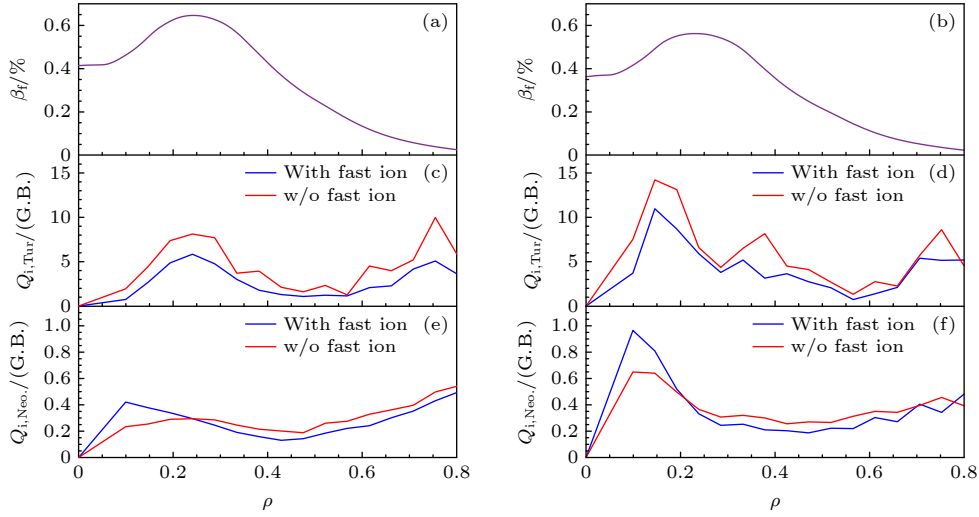 (a)
β_f/%
0.6
0.4
0.2
0
(c)
With fast ion
w/o fast ion
Q_i,Tur/(G.B.)
15
10
5
0
(e)
With fast ion
w/o fast ion
Q_i,Neo./(G.B.)
1.0
0.8
0.6
0.4
0.2
0
0 0.2 0.4 0.6 0.8
ρ
(b)
β_f/%
0.6
0.4
0.2
0
(d)
With fast ion
w/o fast ion
Q_i,Tur/(G.B.)
15
10
5
0
(f)
With fast ion
w/o fast ion
Q_i,Neo./(G.B.)
1.0
0.8
0.6
0.4
0.2
0
0 0.2 0.4 0.6 0.8
ρ